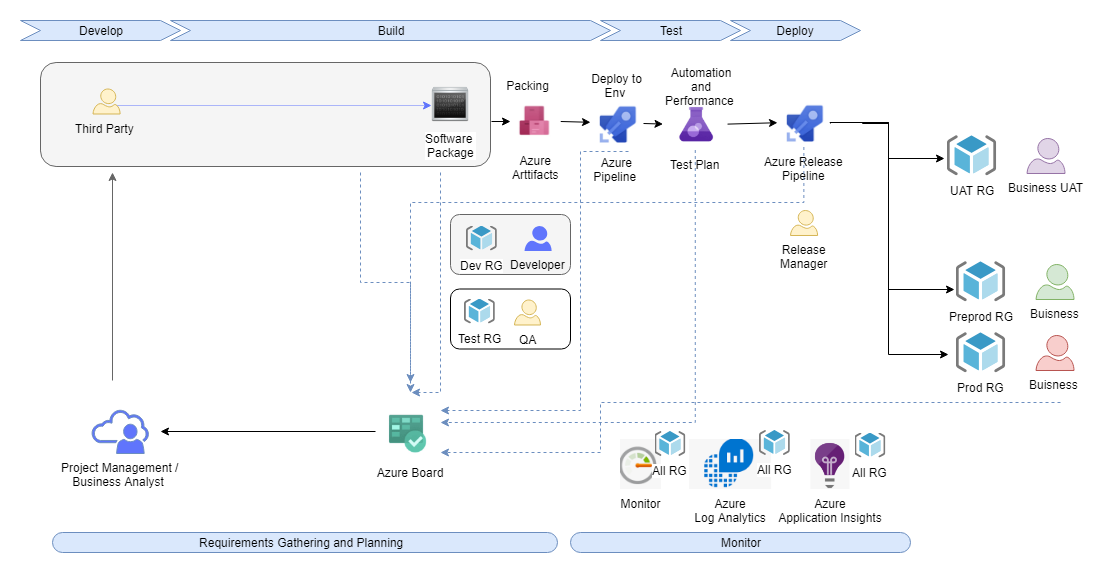 Develop
Build
Test
Deploy
Third Party
Software
Package
Packing
Azure
Arttifacts
Deploy to
Env
Azure
Pipeline
Automation
and
Performance
Test Plan
Azure Release
Pipeline
UAT RG
Business UAT
Release
Manager
Dev RG
Developer
Test RG
QA
Preprod RG
Buisness
Prod RG
Buisness
Project Management /
Business Analyst
Azure Board
All RG
Monitor
All RG
Azure
Log Analytics
All RG
Azure
Application Insights
Requirements Gathering and Planning
Monitor